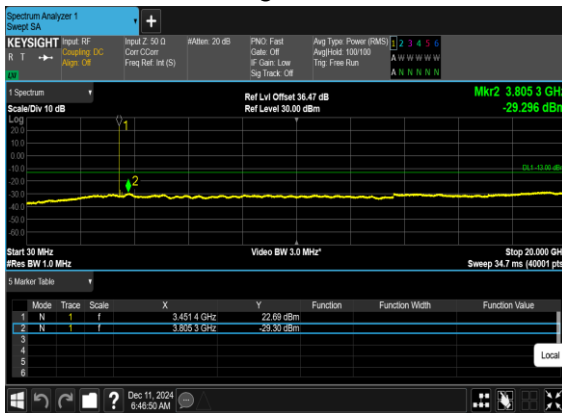 Spectrum Analyzer 1
Swept SA
KEYSIGHT Input: RF Input Z: 50 Ω #Atten: 20 dB PNO: Fast Avg Type: Power (RMS) 1 2 3 4 5 6
R T Coupling: DC Corr CCorr Gate: Off Avg|Hold: 100/100 A W W W W W
Align: Off Freq Ref: Int (S) IF Gain: Low Trig: Free Run
Sig Track: Off A N N N N N
1 Spectrum Ref Lvl Offset 36.47 dB Mkr2 3.805 3 GHz
Scale/Div 10 dB Ref Level 30.00 dBm -29.296 dBm
Log
1
20.0
10.0
0.00
-10.0 DL1 -13.00 dBm
-20.0 2
-30.0
-40.0
-50.0
-60.0
Start 30 MHz Video BW 3.0 MHz* Stop 20.000 GHz
#Res BW 1.0 MHz Sweep 34.7 ms (40001 pts)
5 Marker Table
Mode Trace Scale X Y Function Function Width Function Value
1 N 1 f 3.451 4 GHz 22.69 dBm
2 N 1 f 3.805 3 GHz -29.30 dBm
3
4
5
6
Local
? Dec 11, 2024
6:46:50 AM